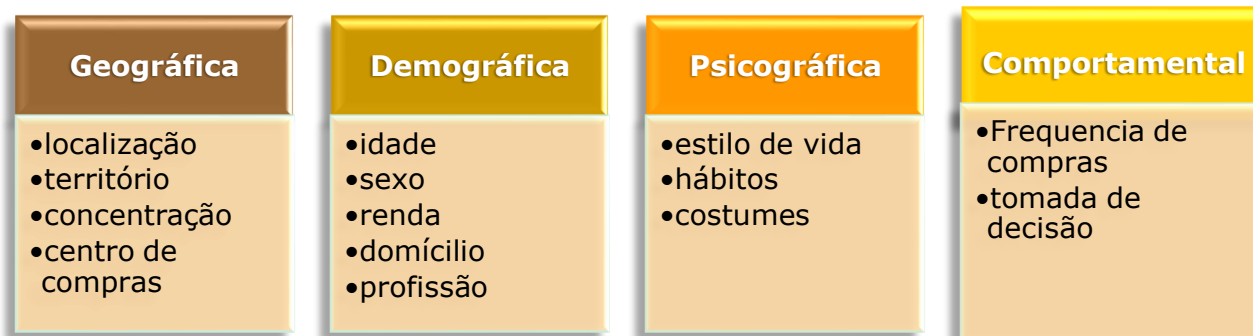 Geográfica
•localização
•território
•concentração
•centro de
compras
Demográfica
•idade
•sexo
•renda
•domícilio
•profissão
Psicográfica
•estilo de vida
•hábitos
•costumes
Comportamental
•Frequencia de
compras
•tomada de
decisão